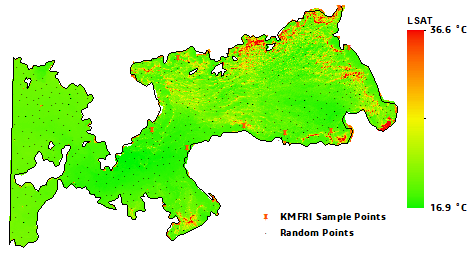 LSAT
36.6 °C
16.9 °C
KMFRI Sample Points
Random Points